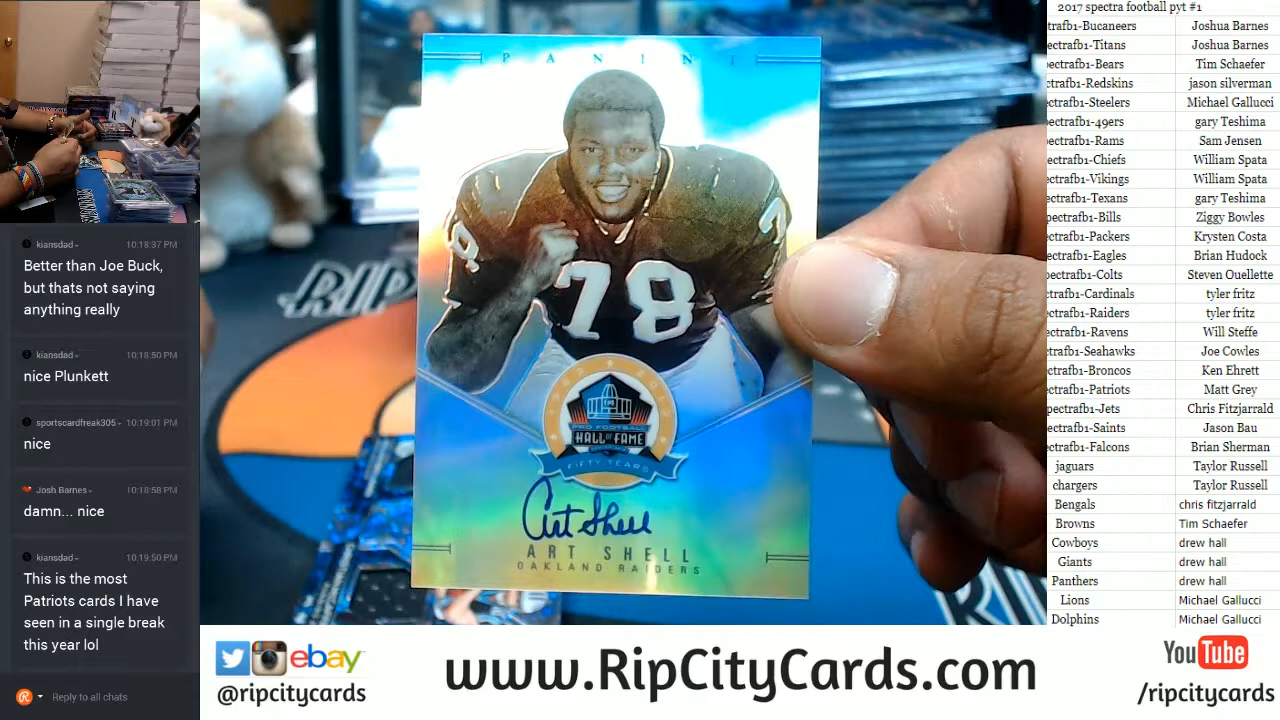 kiansdad 10:18:37 PM
Better than Joe Buck,
but thats not saying
anything really
kiansdad 10:18:50 PM
nice Plunkett
sportscardfreak305 10:19:01 PM
nice
Josh Barnes 10:18:58 PM
damn... nice
kiansdad 10:19:50 PM
This is the most
Patriots cards I have
seen in a single break
this year lol
Reply to all chats
PANINI
78
PRO FOOTBALL
HALL OF FAME
FIFTY YEARS
Art Shell
ART SHELL
OAKLAND RAIDERS
RIP
RIP
2017 spectra football pyt #1
trafb1-Bucaneers Joshua Barnes
ectrafb1-Titans Joshua Barnes
ectrafb1-Bears Tim Schaefer
ctrafb1-Redskins jason silverman
ctrafb1-Steelers Michael Gallucci
ectrafb1-49ers gary Teshima
ectrafb1-Rams Sam Jensen
ctrafb1-Chiefs William Spata
ctrafb1-Vikings William Spata
ctrafb1-Texans gary Teshima
pectrafb1-Bills Ziggy Bowles
ctrafb1-Packers Krysten Costa
ectrafb1-Eagles Brian Hudock
ectrafb1-Colts Steven Ouellette
ctrafb1-Cardinals tyler fritz
ctrafb1-Raiders tyler fritz
ctrafb1-Ravens Will Steffe
ctrafb1-Seahawks Joe Cowles
ctrafb1-Broncos Ken Ehrett
ctrafb1-Patriots Matt Grey
pectrafb1-Jets Chris Fitzjarrald
ectrafb1-Saints Jason Bau
ctrafb1-Falcons Brian Sherman
jaguars Taylor Russell
chargers Taylor Russell
Bengals chris fitzjarrald
Browns Tim Schaefer
Cowboys drew hall
Giants drew hall
Panthers drew hall
Lions Michael Gallucci
Dolphins Michael Gallucci
ebay
@ripcitycards
www.RipCityCards.com
YouTube
/ripcitycards